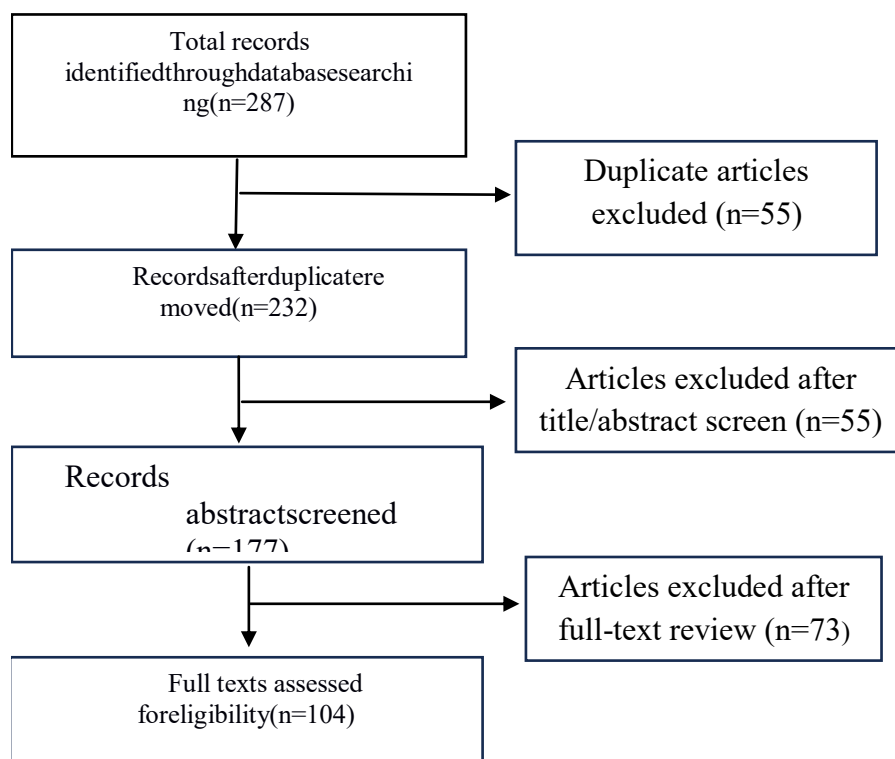 Total records
identifiedthroughdatabasesearchi
ng(n=287)
Duplicate articles
excluded (n=55)
Recordsafterduplicatere
moved(n=232)
Articles excluded after
title/abstract screen (n=55)
Records
abstractscreened
(n=177)
Articles excluded after
full-text review (n=73)
Full texts assessed
foreligibility(n=104)